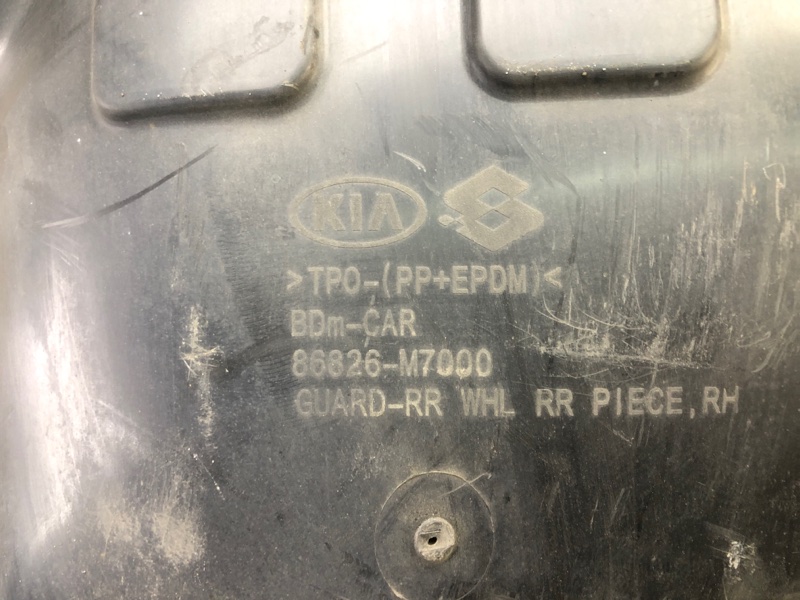 KIA
>TPO-(PP+EPDM)<
BDm-CAR
86826-M7000
GUARD-RR WHL RR PIECE,RH